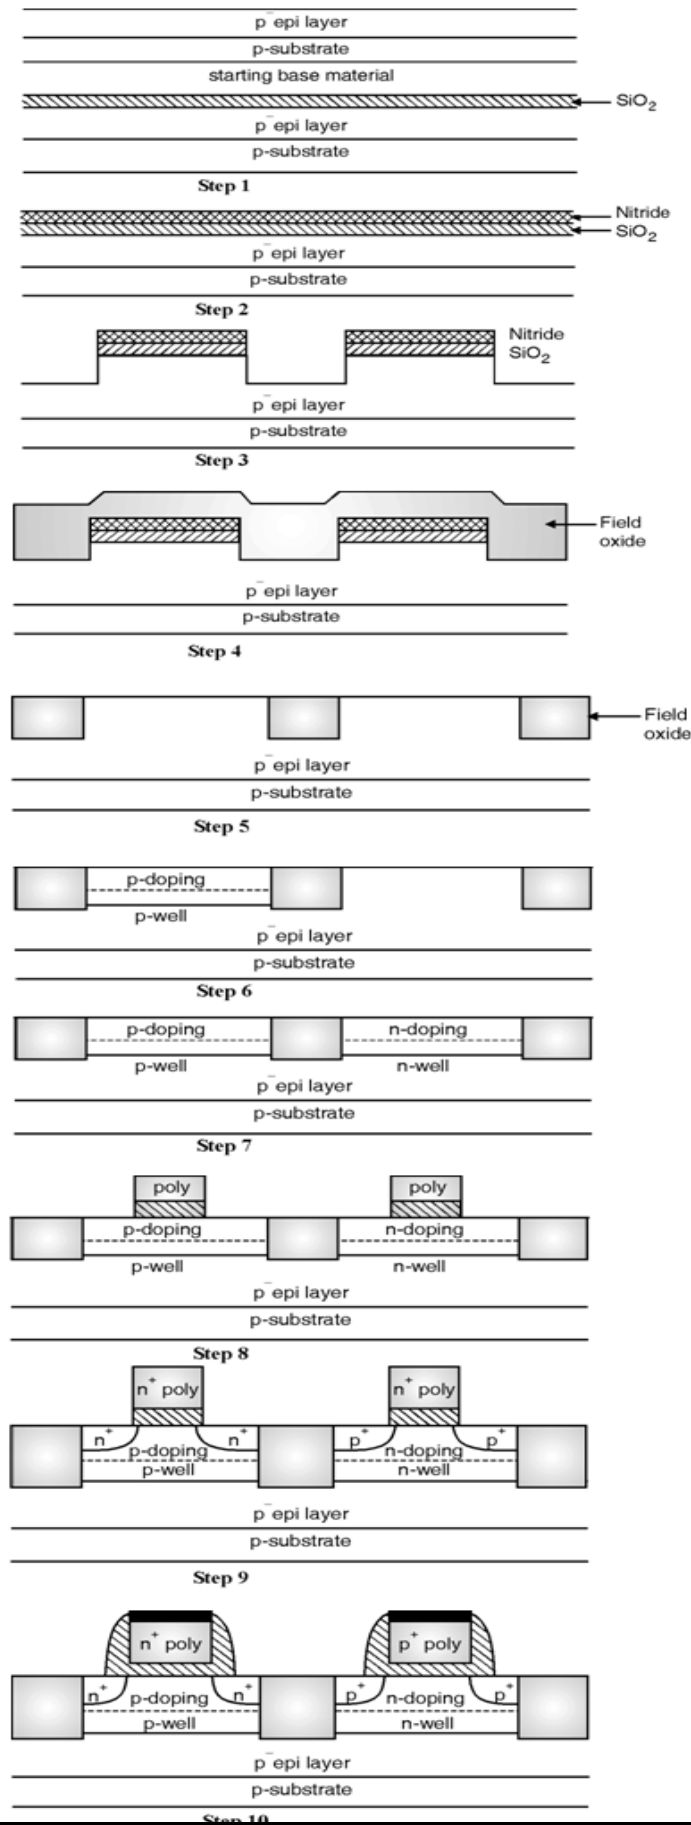 p⁻epi layer
p-substrate
starting base material
SiO₂
p⁻epi layer
p-substrate
Step 1
Nitride
SiO₂
p⁻epi layer
p-substrate
Step 2
Nitride
SiO₂
p⁻epi layer
p-substrate
Step 3
Field
oxide
p⁻epi layer
p-substrate
Step 4
Field
oxide
p⁻epi layer
p-substrate
Step 5
p-doping
p-well
p⁻epi layer
p-substrate
Step 6
p-doping n-doping
p-well n-well
p⁻epi layer
p-substrate
Step 7
poly poly
p-doping n-doping
p-well n-well
p⁻epi layer
p-substrate
Step 8
n⁺ poly n⁺ poly
n⁺ n⁺ p⁺ p⁺
p-doping n-doping
p-well n-well
p⁻epi layer
p-substrate
Step 9
n⁺ poly p⁺ poly
n⁺ p-doping n⁺ p⁺ n-doping p⁺
p-well n-well
p⁻epi layer
p-substrate
Step 10